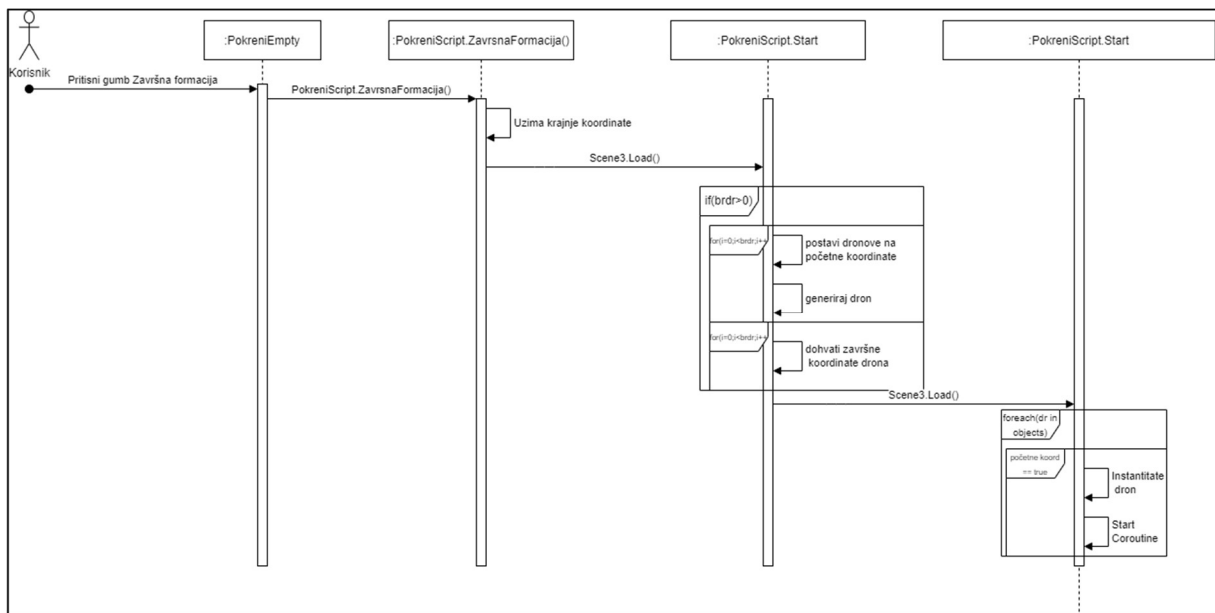 :PokreniEmpty
:PokreniScript.ZavrsnaFormacija()
:PokreniScript.Start
:PokreniScript.Start
Korisnik
Pritisni gumb Završna formacija
PokreniScript.ZavrsnaFormacija()
Uzima krajnje koordinate
Scene3.Load()
if(brdr>0)
for(i=0;i<brdr;i++
postavi dronove na
početne koordinate
generiraj dron
for(i=0;i<brdr;i++
dohvati završne
koordinate drona
Scene3.Load()
foreach(dr in
objects)
početne koord
== true
Instantitate
dron
Start
Coroutine